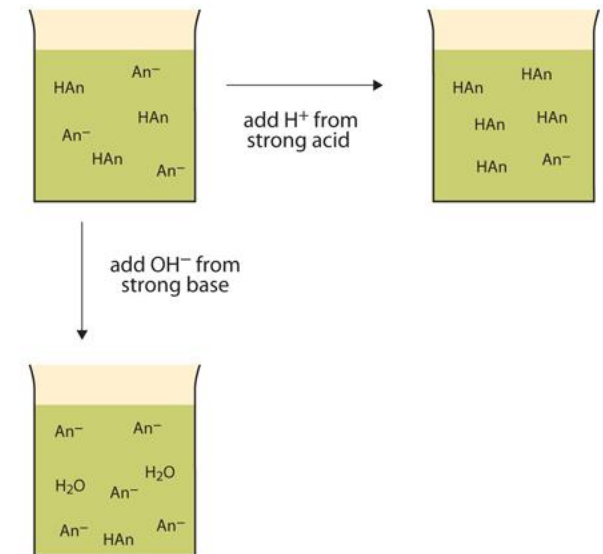 An⁻
HAn
HAn
An⁻
HAn
An⁻
add H⁺ from
strong acid
HAn
HAn
HAn
HAn
HAn
An⁻
add OH⁻ from
strong base
An⁻
An⁻
H₂O
H₂O
An⁻
An⁻
An⁻
HAn